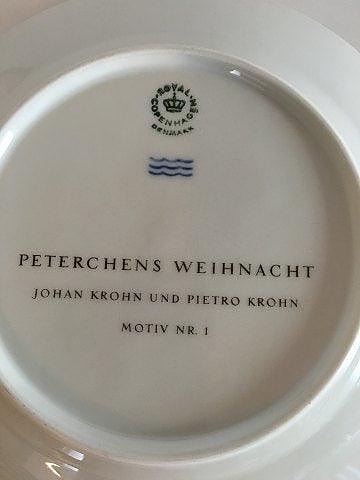 ROYAL
COPENHAGEN
DENMARK
PETERCHENS WEIHNACHT
JOHAN KROHN UND PIETRO KROHN
MOTIV NR. 1